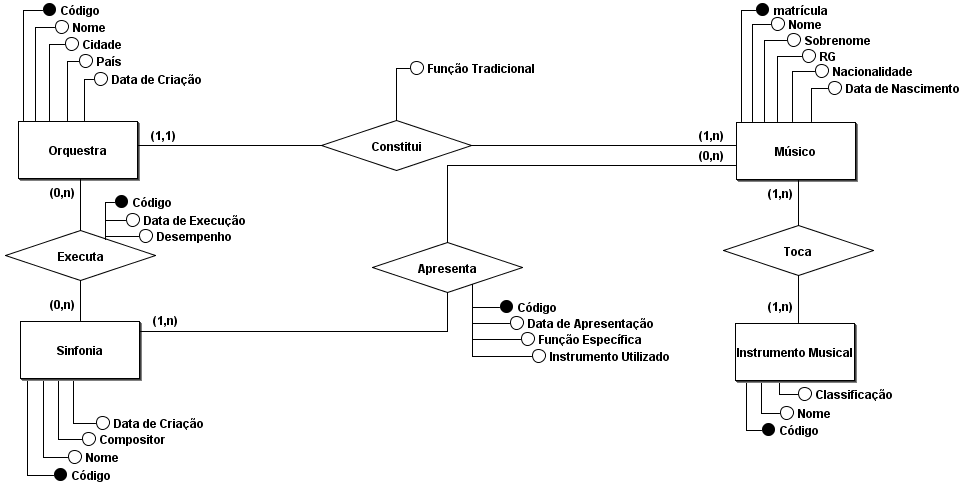 Código
Nome
Cidade
País
Data de Criação
Função Tradicional
matrícula
Nome
Sobrenome
RG
Nacionalidade
Data de Nascimento
Orquestra
(1,1)
Constitui
(1,n)
(0,n)
Músico
(0,n)
(1,n)
Código
Data de Execução
Desempenho
Executa
Apresenta
Toca
(0,n)
(1,n)
(1,n)
Código
Data de Apresentação
Função Específica
Instrumento Utilizado
Sinfonia
Instrumento Musical
Classificação
Nome
Código
Data de Criação
Compositor
Nome
Código